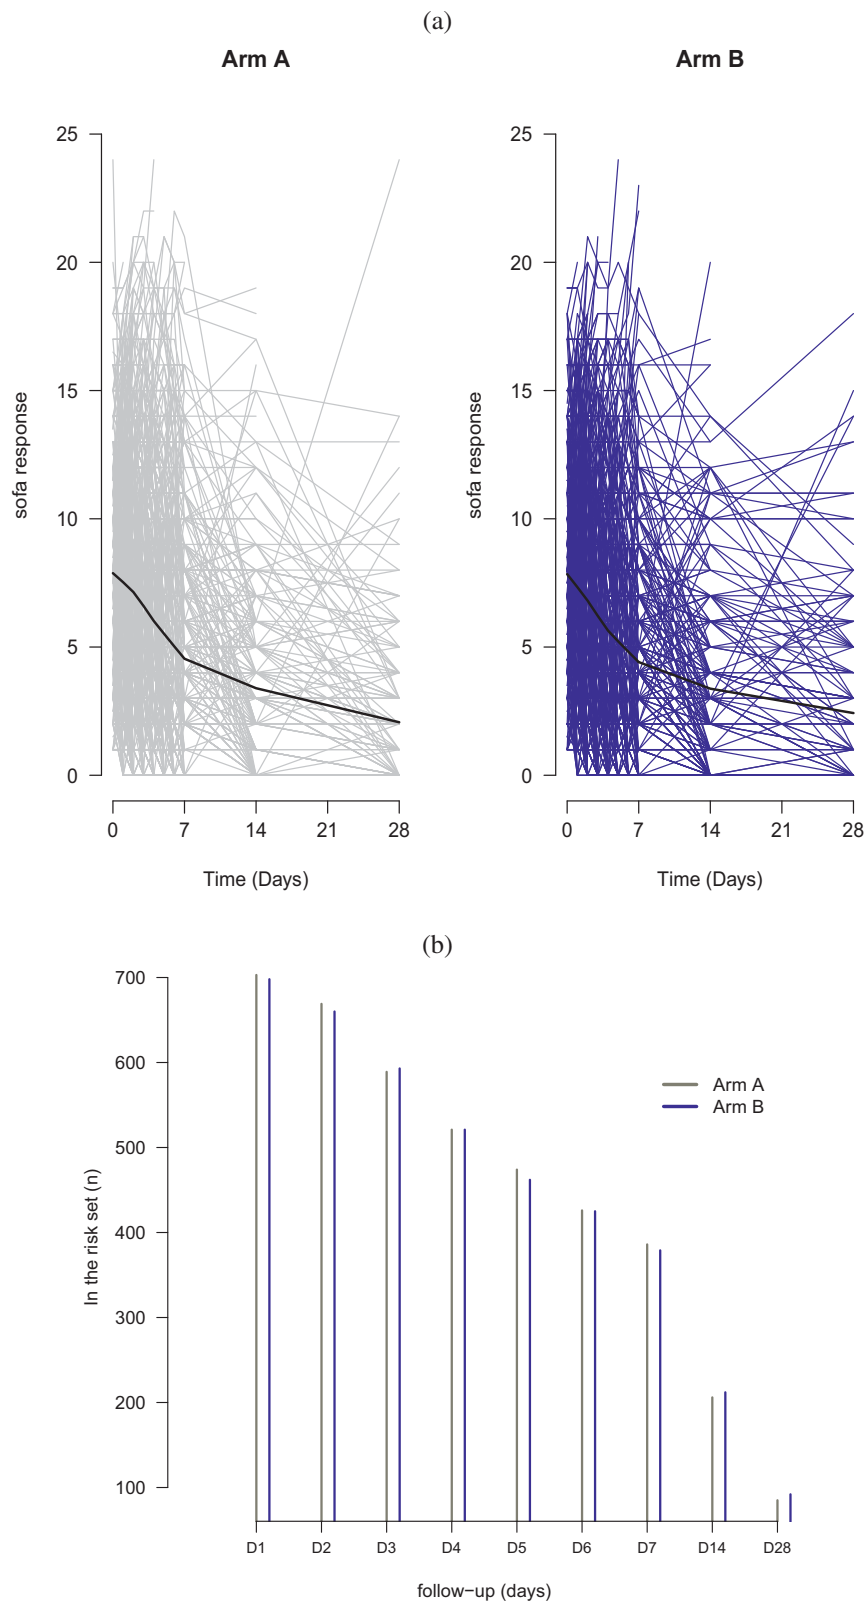 (a)
Arm A Arm B
sofa response
25
20
15
10
5
0
0 7 14 21 28
Time (Days)
sofa response
25
20
15
10
5
0
0 7 14 21 28
Time (Days)
(b)
In the risk set (n)
700
600
500
400
300
200
100
Arm A
Arm B
D1 D2 D3 D4 D5 D6 D7 D14 D28
follow−up (days)